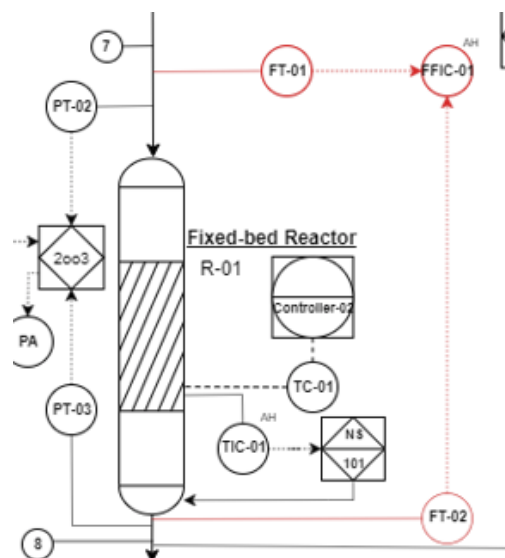 7
AH
FT-01
FFIC-01
PT-02
Fixed-bed Reactor
R-01
2oo3
Controller-02
PA
TC-01
PT-03
AH
TIC-01
NS
101
FT-02
8